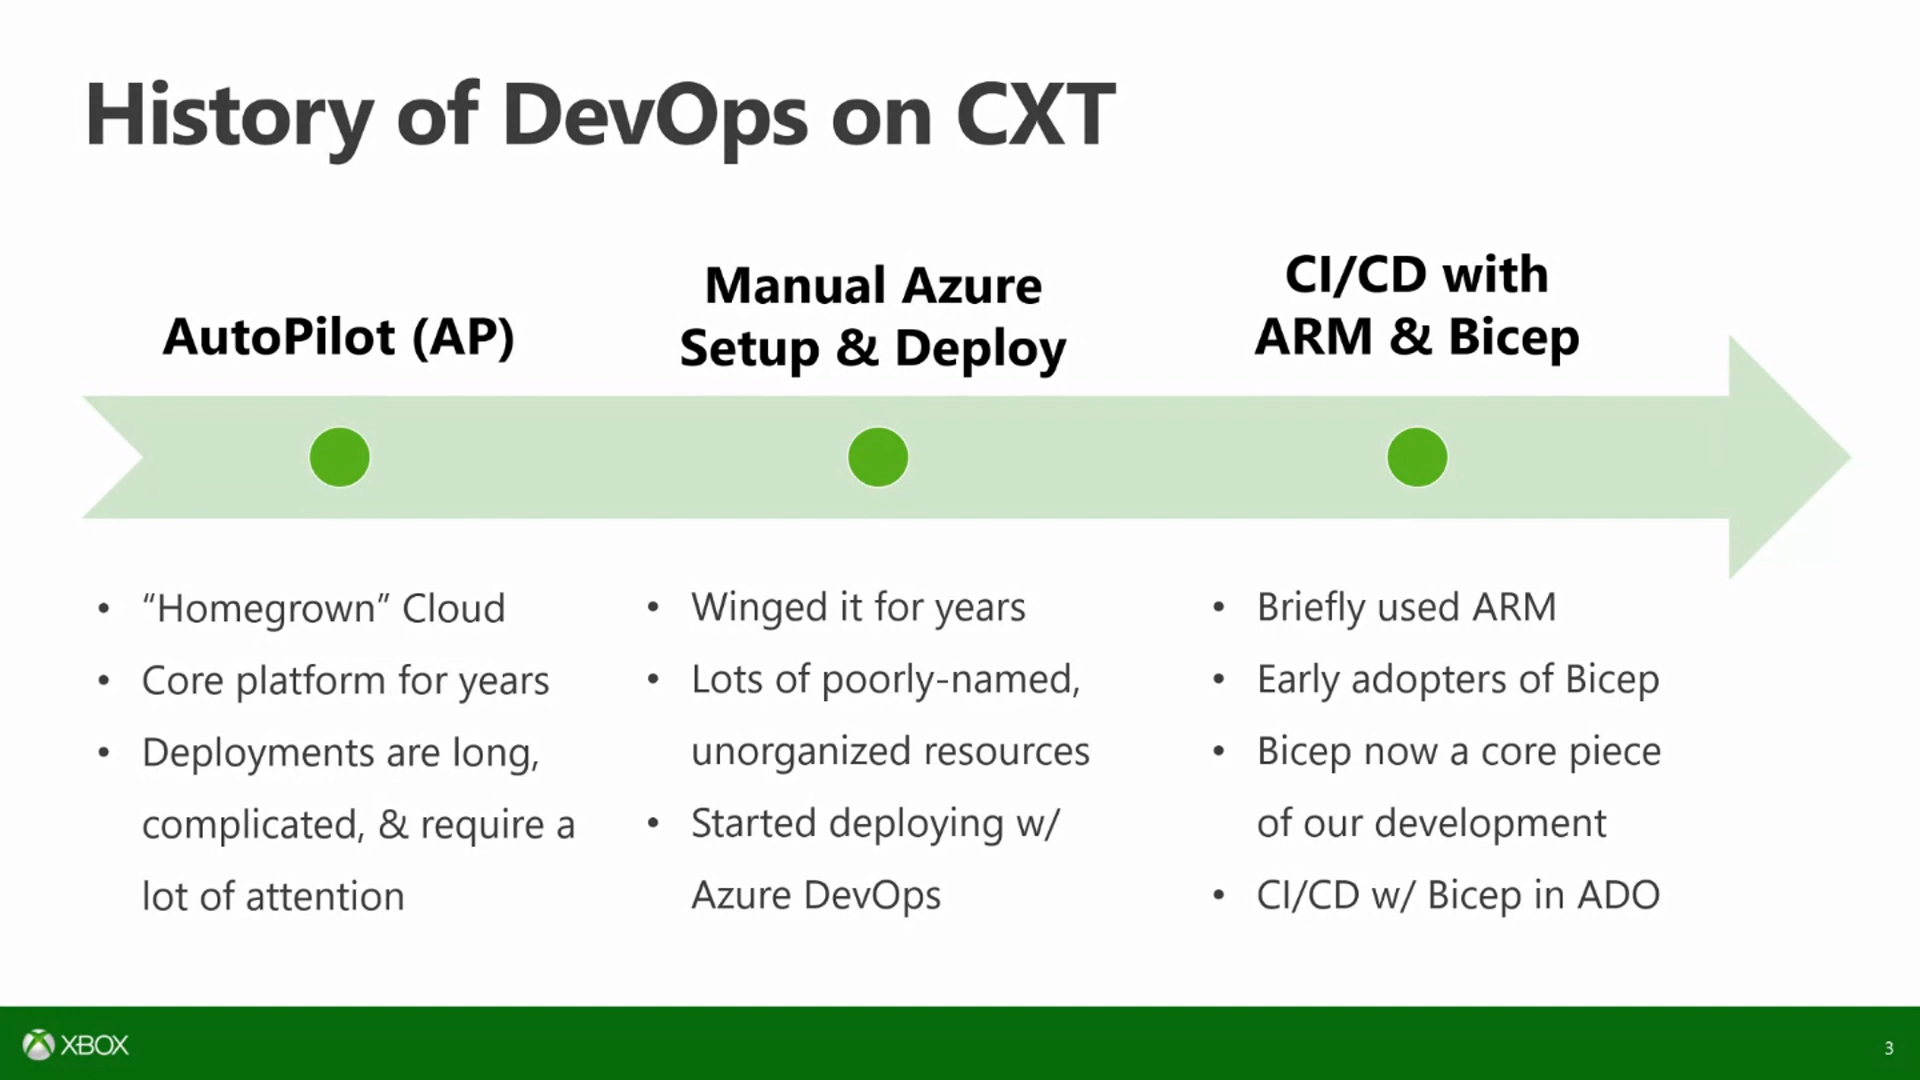 History of DevOps on CXT
AutoPilot (AP)
Manual Azure
Setup & Deploy
CI/CD with
ARM & Bicep
• “Homegrown” Cloud
• Core platform for years
• Deployments are long,
complicated, & require a
lot of attention
• Winged it for years
• Lots of poorly-named,
unorganized resources
• Started deploying w/
Azure DevOps
• Briefly used ARM
• Early adopters of Bicep
• Bicep now a core piece
of our development
• CI/CD w/ Bicep in ADO
XBOX
3